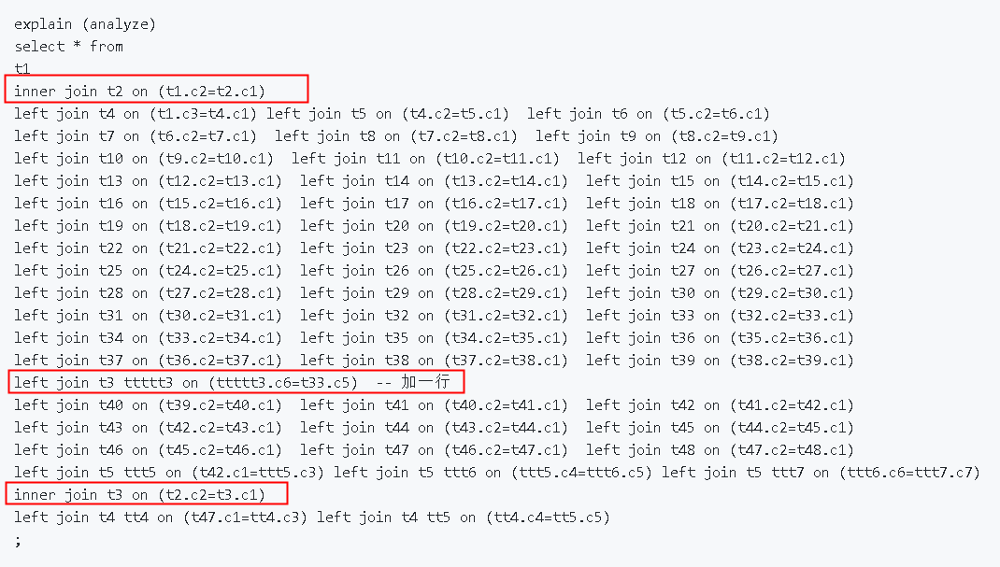 explain (analyze)
select * from
t1
inner join t2 on (t1.c2=t2.c1)
left join t4 on (t1.c3=t4.c1) left join t5 on (t4.c2=t5.c1)  left join t6 on (t5.c2=t6.c1)
left join t7 on (t6.c2=t7.c1)  left join t8 on (t7.c2=t8.c1)  left join t9 on (t8.c2=t9.c1)
left join t10 on (t9.c2=t10.c1)  left join t11 on (t10.c2=t11.c1)  left join t12 on (t11.c2=t12.c1)
left join t13 on (t12.c2=t13.c1)  left join t14 on (t13.c2=t14.c1)  left join t15 on (t14.c2=t15.c1)
left join t16 on (t15.c2=t16.c1)  left join t17 on (t16.c2=t17.c1)  left join t18 on (t17.c2=t18.c1)
left join t19 on (t18.c2=t19.c1)  left join t20 on (t19.c2=t20.c1)  left join t21 on (t20.c2=t21.c1)
left join t22 on (t21.c2=t22.c1)  left join t23 on (t22.c2=t23.c1)  left join t24 on (t23.c2=t24.c1)
left join t25 on (t24.c2=t25.c1)  left join t26 on (t25.c2=t26.c1)  left join t27 on (t26.c2=t27.c1)
left join t28 on (t27.c2=t28.c1)  left join t29 on (t28.c2=t29.c1)  left join t30 on (t29.c2=t30.c1)
left join t31 on (t30.c2=t31.c1)  left join t32 on (t31.c2=t32.c1)  left join t33 on (t32.c2=t33.c1)
left join t34 on (t33.c2=t34.c1)  left join t35 on (t34.c2=t35.c1)  left join t36 on (t35.c2=t36.c1)
left join t37 on (t36.c2=t37.c1)  left join t38 on (t37.c2=t38.c1)  left join t39 on (t38.c2=t39.c1)
left join t3 ttttt3 on (ttttt3.c6=t33.c5)  -- 加一行
left join t40 on (t39.c2=t40.c1)  left join t41 on (t40.c2=t41.c1)  left join t42 on (t41.c2=t42.c1)
left join t43 on (t42.c2=t43.c1)  left join t44 on (t43.c2=t44.c1)  left join t45 on (t44.c2=t45.c1)
left join t46 on (t45.c2=t46.c1)  left join t47 on (t46.c2=t47.c1)  left join t48 on (t47.c2=t48.c1)
left join t5 ttt5 on (t42.c1=ttt5.c3) left join t5 ttt6 on (ttt5.c4=ttt6.c5) left join t5 ttt7 on (ttt6.c6=ttt7.c7)
inner join t3 on (t2.c2=t3.c1)
left join t4 tt4 on (t47.c1=tt4.c3) left join t4 tt5 on (tt4.c4=tt5.c5)
;